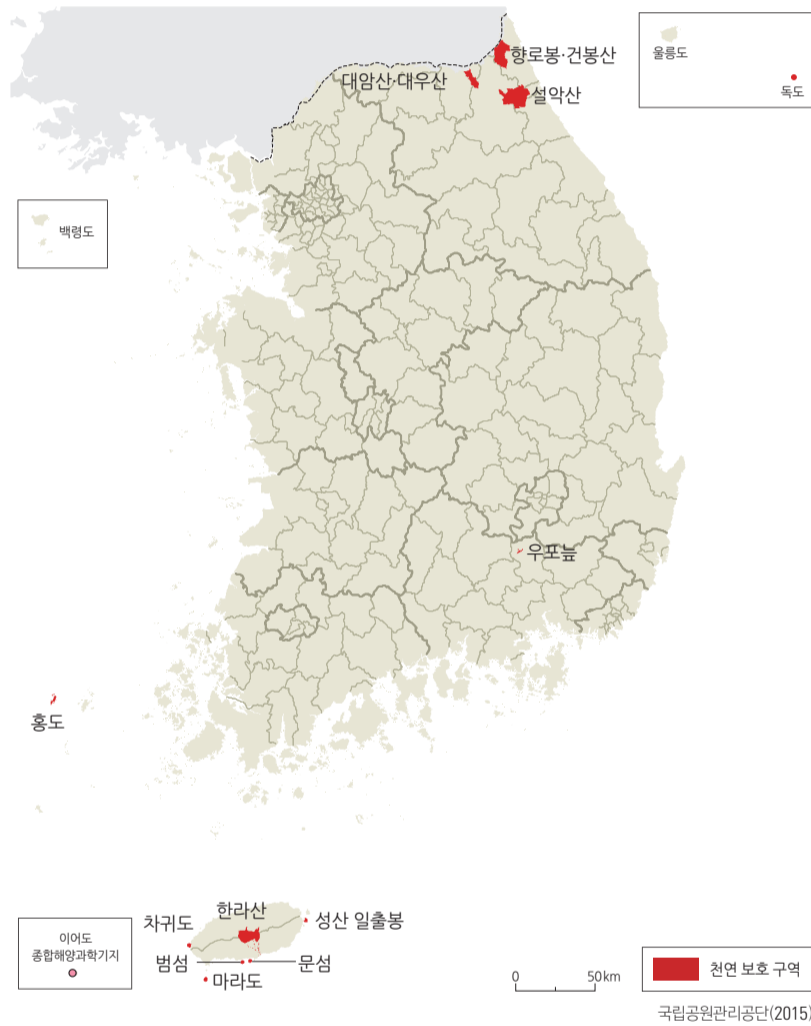 향로봉·건봉산
울릉도
대암산·대우산
설악산
독도
백령도
우포늪
홍도
한라산
차귀도
성산 일출봉
이어도
종합해양과학기지
범섬
문섬
마라도
0
50km
천연 보호 구역
국립공원관리공단(2015)